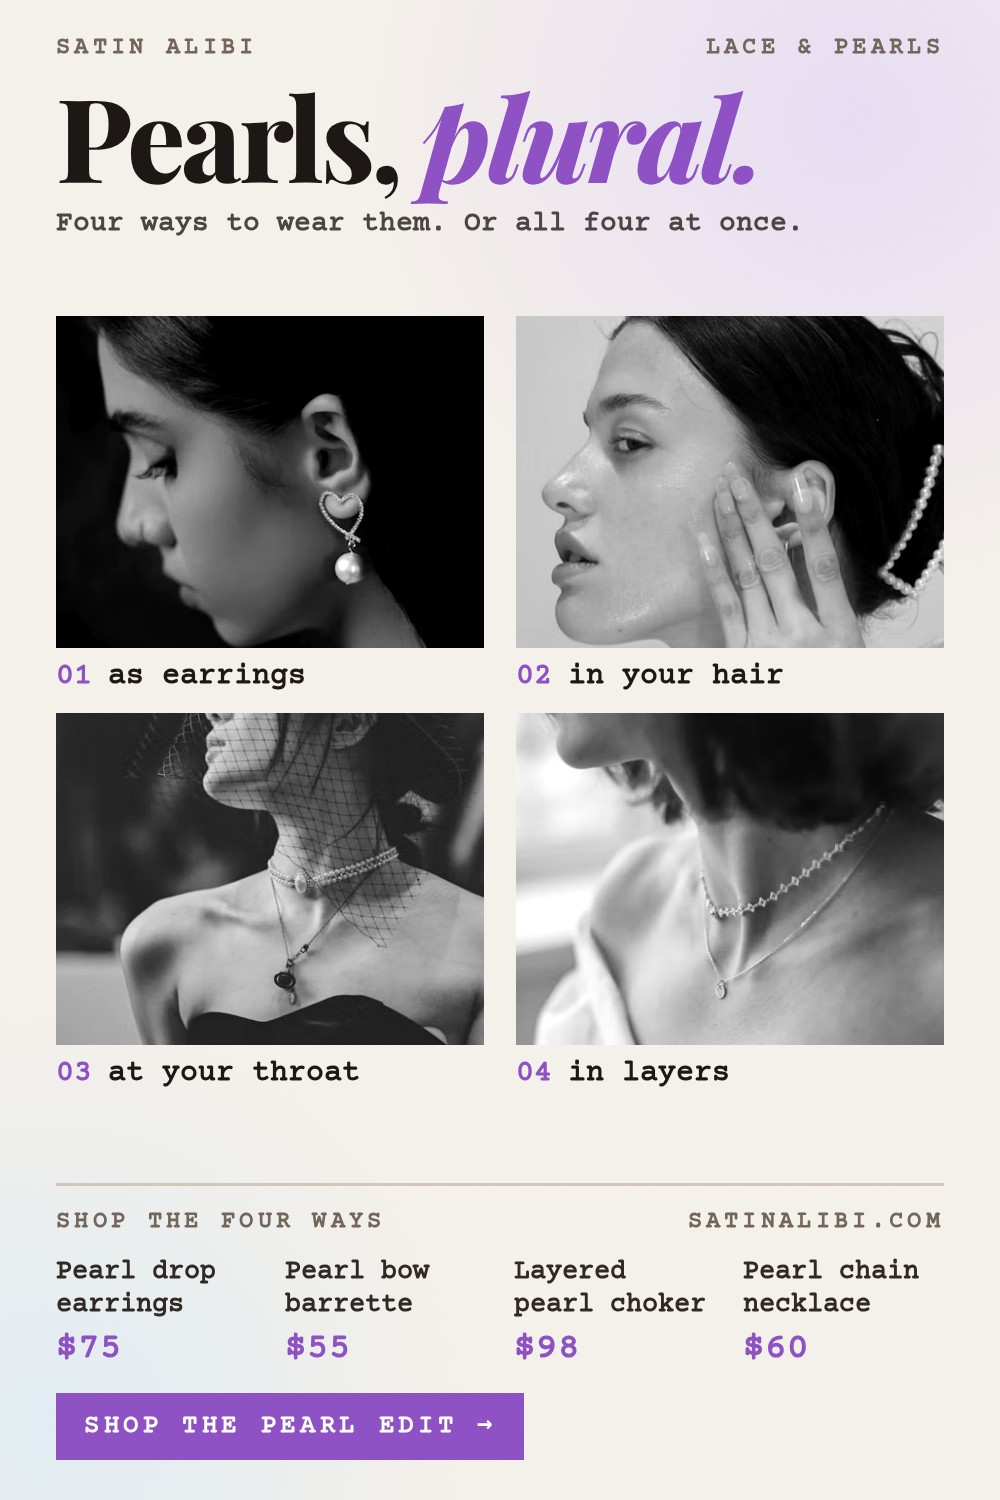 SATIN ALIBI
LACE & PEARLS
Pearls, plural.
Four ways to wear them. Or all four at once.
01 as earrings
02 in your hair
03 at your throat
04 in layers
SHOP THE FOUR WAYS
SATINALIBI.COM
Pearl drop
earrings
$75
Pearl bow
barrette
$55
Layered
pearl choker
$98
Pearl chain
necklace
$60
SHOP THE PEARL EDIT →